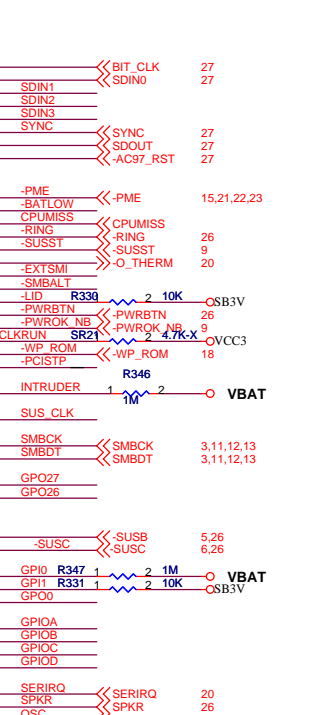 BIT_CLK 27
SDIN0 27
SDIN1
SDIN2
SDIN3
SYNC SYNC 27
SDOUT 27
-AC97_RST 27
-PME -PME 15,21,22,23
-BATLOW
CPUMISS CPUMISS
-RING -RING 26
-SUSST -SUSST 9
-EXTSMI -O_THERM 20
-SMBALT
-LID R330 2 10K SB3V
-PWRBTN -PWRBTN 26
-PWROK_NB -PWROK_NB 9
CLKRUN SR21 2 4.7K-X VCC3
-WP_ROM -WP_ROM 18
-PCISTP
R346
INTRUDER 1 2 VBAT
1M
SUS_CLK
SMBCK SMBCK 3,11,12,13
SMBDT SMBDT 3,11,12,13
GPO27
GPO26
-SUSB 5,26
-SUSC -SUSC 6,26
GPI0 R347 1 2 1M VBAT
GPI1 R331 1 2 10K SB3V
GPO0
GPIOA
GPIOB
GPIOC
GPIOD
SERIRQ SERIRQ 20
SPKR SPKR 26
OSC